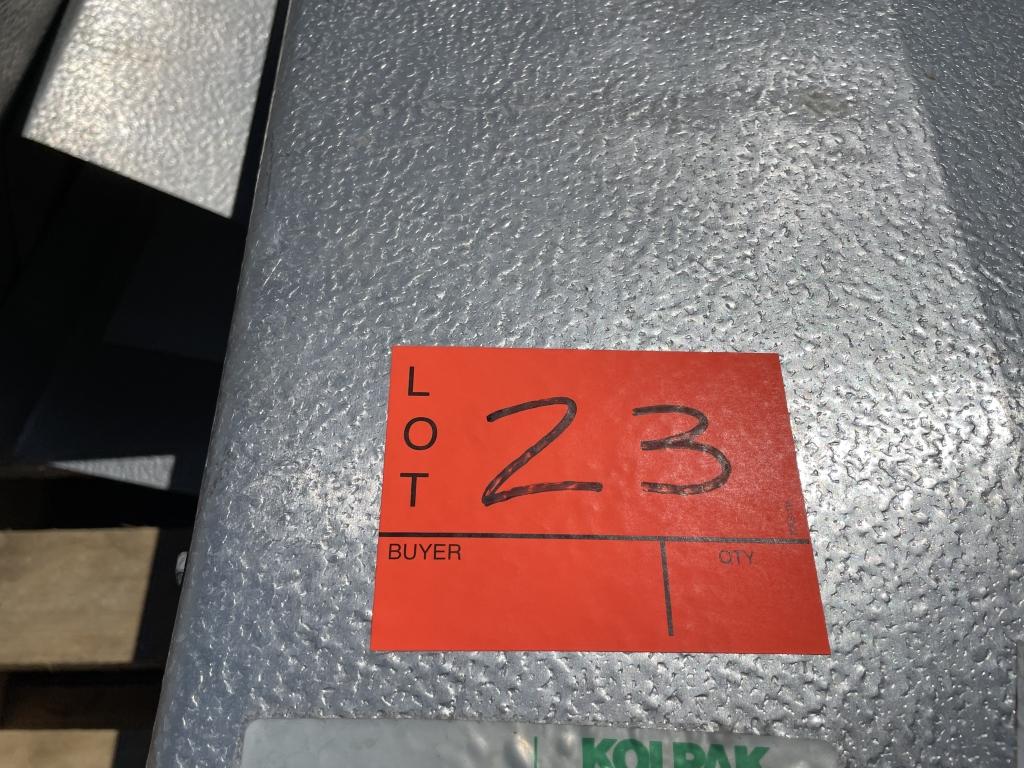 LOT 23
BUYER QTY
KOLPAK